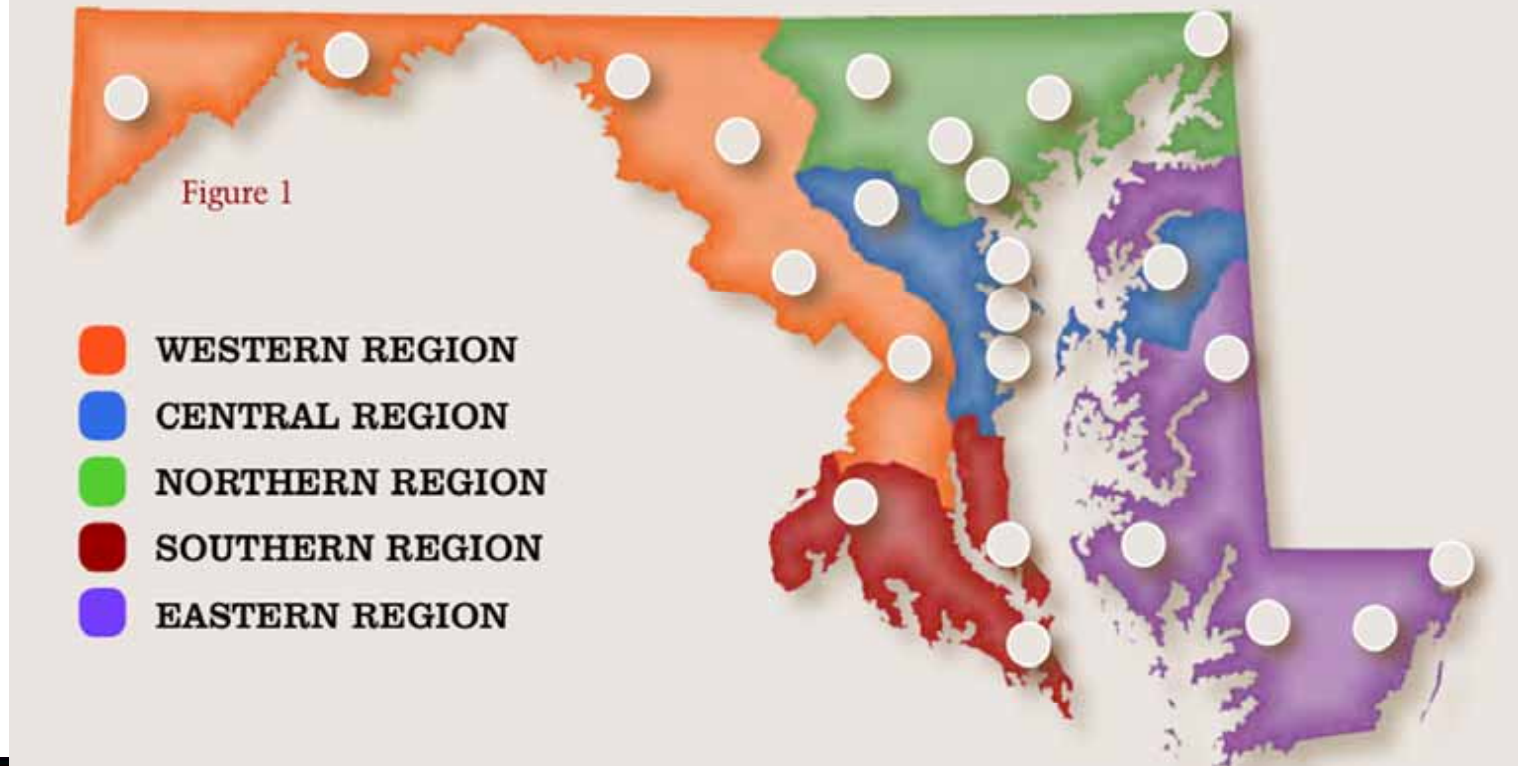 Figure 1
WESTERN REGION
CENTRAL REGION
NORTHERN REGION
SOUTHERN REGION
EASTERN REGION